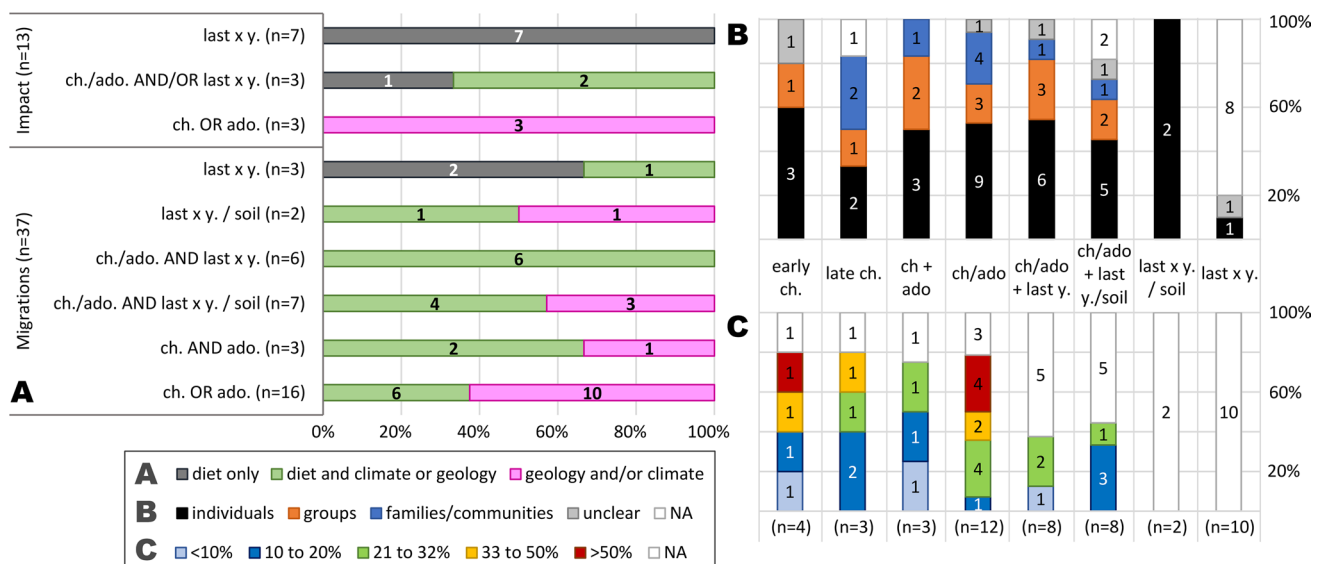 Impact (n=13)
last x y. (n=7)
7
ch./ado. AND/OR last x y. (n=3)
1 2
ch. OR ado. (n=3)
3
Migrations (n=37)
last x y. (n=3)
2 1
last x y. / soil (n=2)
1 1
ch./ado. AND last x y. (n=6)
6
ch./ado. AND last x y. / soil (n=7)
4 3
ch. AND ado. (n=3)
2 1
ch. OR ado. (n=16)
6 10
A
0% 20% 40% 60% 80% 100%
A diet only diet and climate or geology geology and/or climate
B individuals groups families/communities unclear NA
C <10% 10 to 20% 21 to 32% 33 to 50% >50% NA
B
1
1
3
1
2
1
2
1
2
3
1
4
3
9
1
1
3
6
2
1
1
2
5
2
8
1
1
100%
60%
20%
early
ch.
late ch.
ch +
ado
ch/ado
ch/ado
+ last y.
ch/ado
+ last
y./soil
last x y.
/ soil
last x y.
C
1
1
1
1
1
1
1
1
2
1
1
1
1
3
4
2
4
1
5
2
1
5
1
3
2
10
100%
60%
20%
(n=4) (n=3) (n=3) (n=12) (n=8) (n=8) (n=2) (n=10)